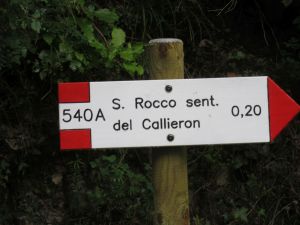 540A S. Rocco sent. 0,20
del Callieron